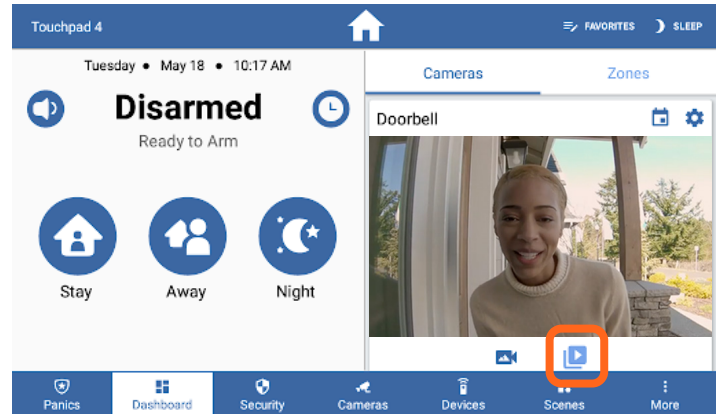 Touchpad 4
FAVORITES
SLEEP
Tuesday • May 18 • 10:17 AM
Disarmed
Ready to Arm
Stay
Away
Night
Cameras
Zones
Doorbell
Panics
Dashboard
Security
Cameras
Devices
Scenes
More